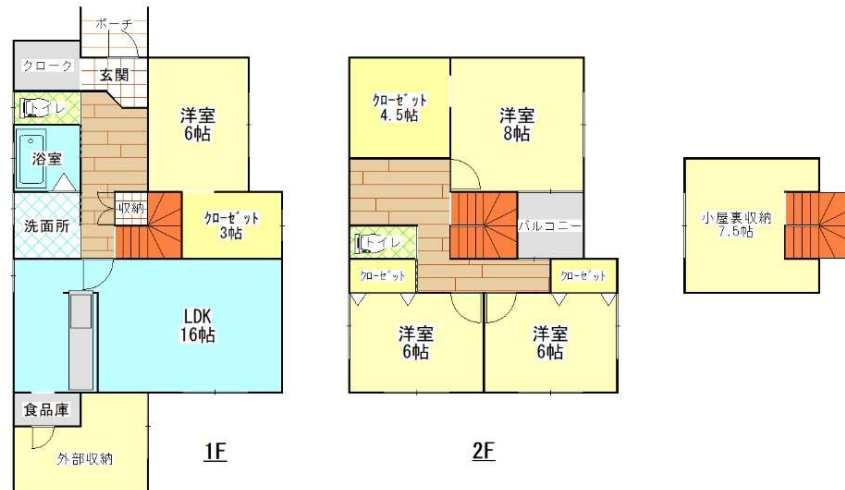 ポーチ
クローク
玄関
トイレ
洋室
6帖
浴室
収納
洗面所
クローゼット
3帖
LDK
16帖
食品庫
外部収納
1F
クローゼット
4.5帖
洋室
8帖
バルコニー
トイレ
クローゼット
クローゼット
洋室
6帖
洋室
6帖
2F
小屋裏収納
7.5帖